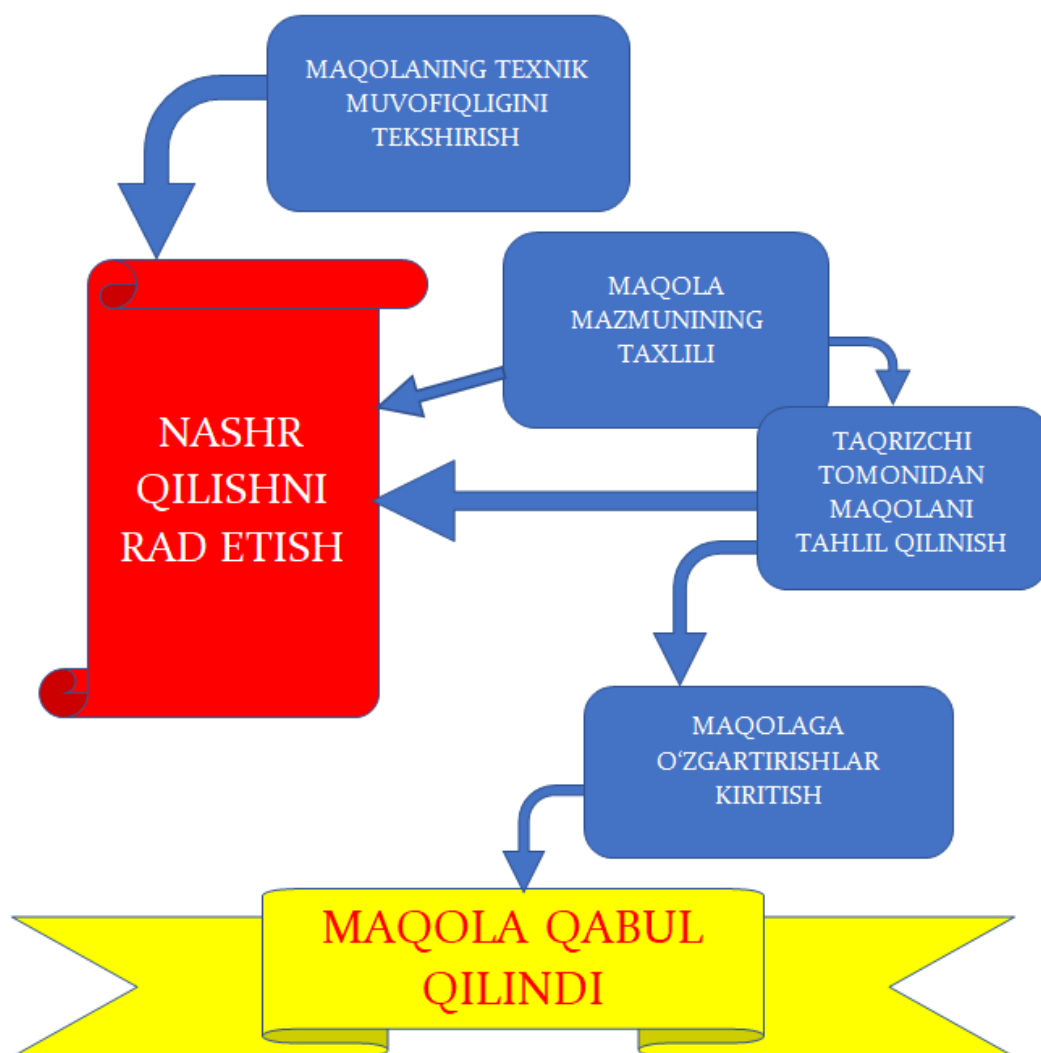 MAQOLANING TEXNIK
MUVOFIQLIGINI
TEKSHIRISH
MAQOLA
MAZMUNINING
TAXLILI
NASHR
QILISHNI
RAD ETISH
TAQRIZCHI
TOMONIDAN
MAQOLANI
TAHLIL QILINISH
MAQOLAGA
O‘ZGARTIRISHLAR
KIRITISH
MAQOLA QABUL
QILINDI